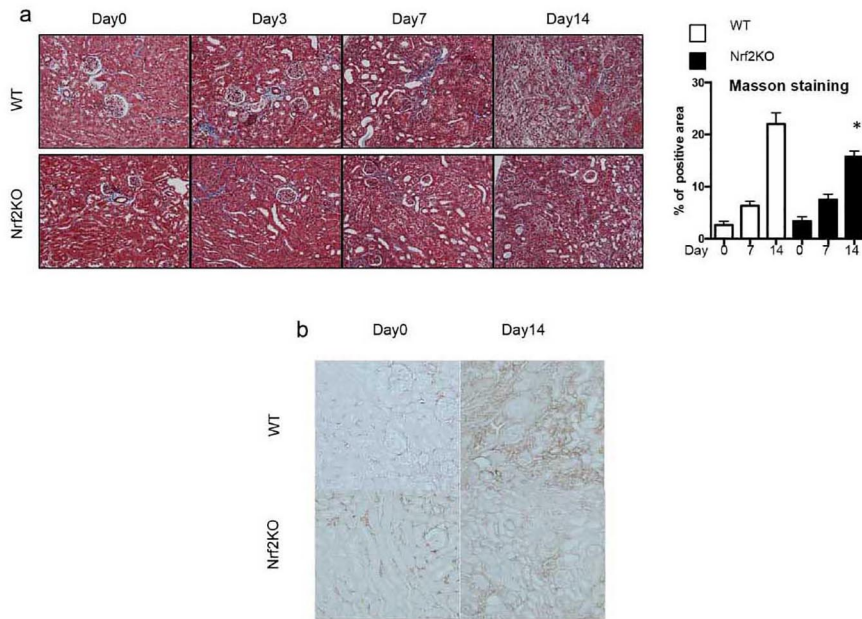 a
Day0 Day3 Day7 Day14
WT
Nrf2KO
WT
Nrf2KO
Masson staining
% of positive area
30
20
10
0
*
Day 0 7 14 0 7 14
b
Day0 Day14
WT
Nrf2KO